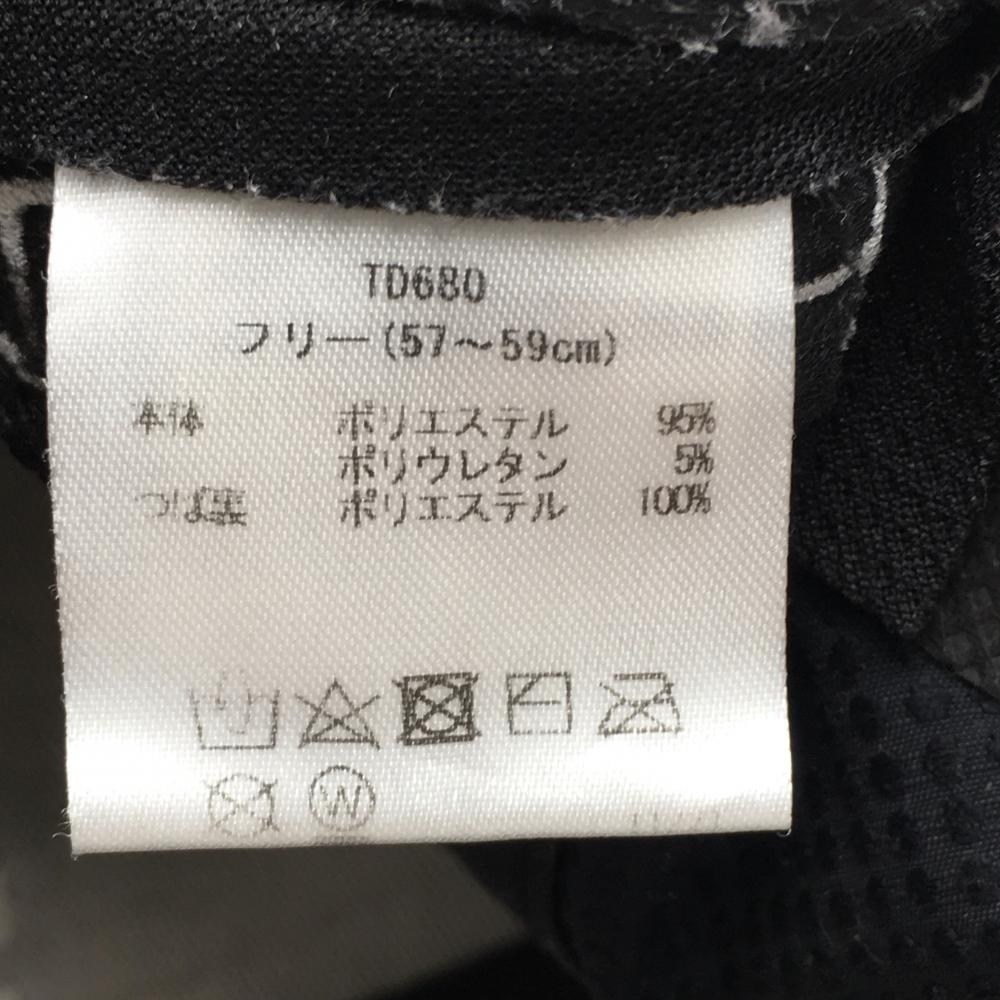 TD680
フリー(57～59cm)
本体 ポリエステル 95%
ポリウレタン 5%
つば裏 ポリエステル 100%
W